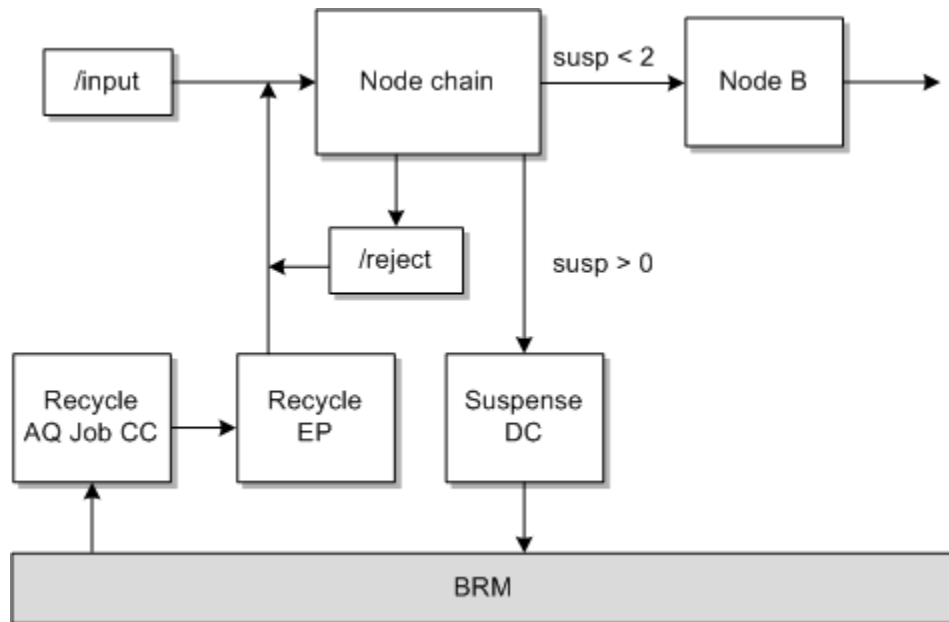 /input
Node chain
susp < 2
Node B
/reject
susp > 0
Recycle
AQ Job CC
Recycle
EP
Suspense
DC
BRM